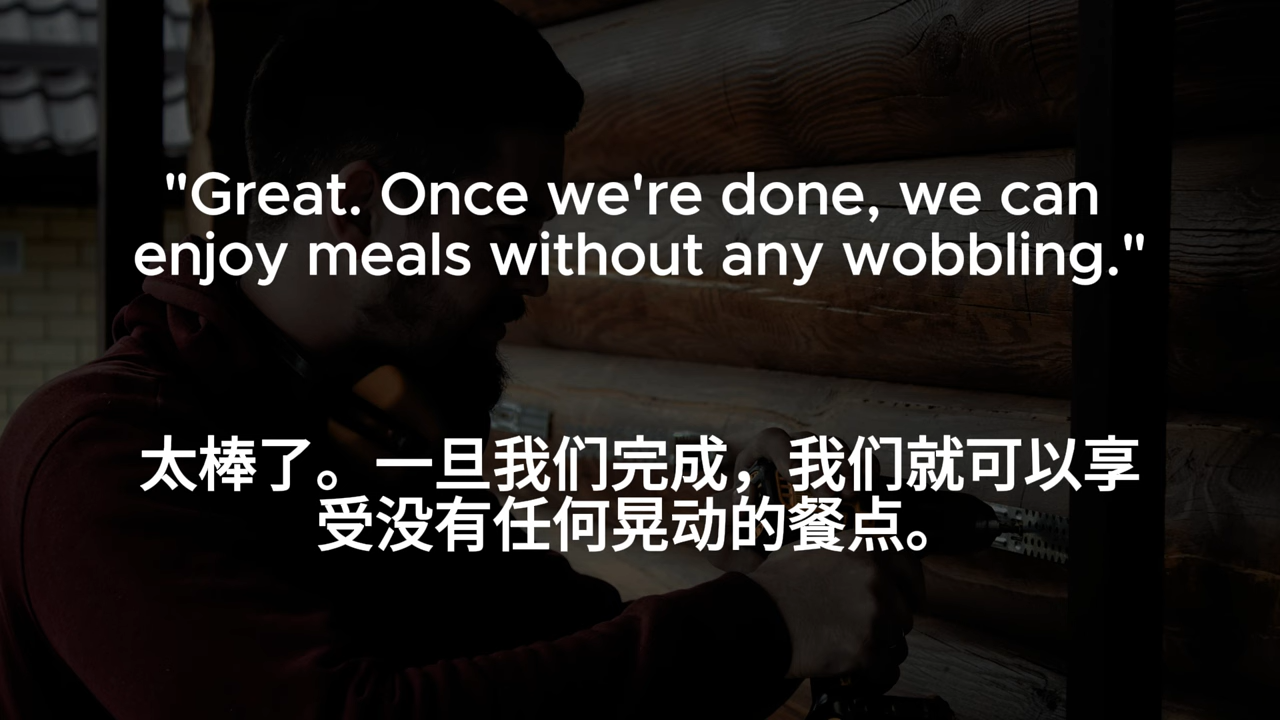 "Great. Once we're done, we can
enjoy meals without any wobbling."
太棒了。一旦我们完成，我们就可以享
受没有任何晃动的餐点。